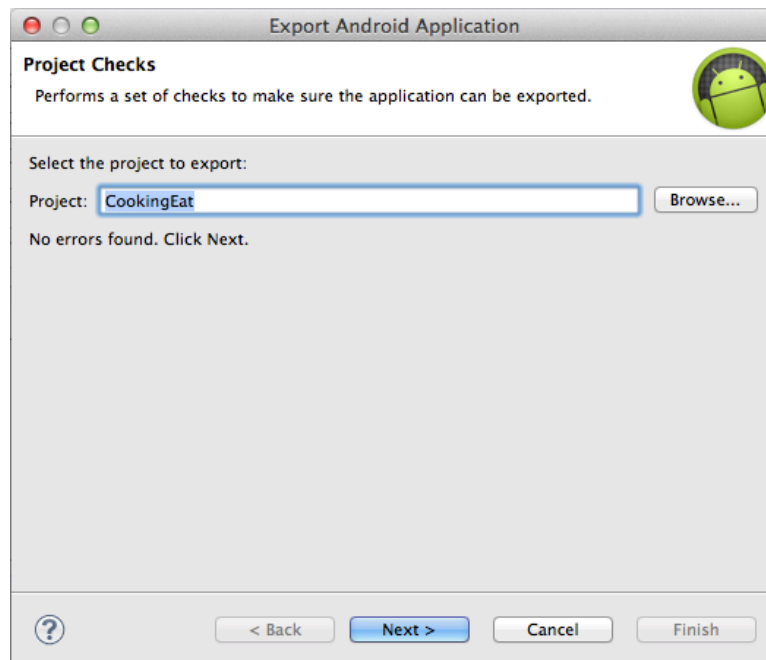 Export Android Application
Project Checks
Performs a set of checks to make sure the application can be exported.
Select the project to export:
Project: CookingEat Browse...
No errors found. Click Next.
? < Back Next > Cancel Finish